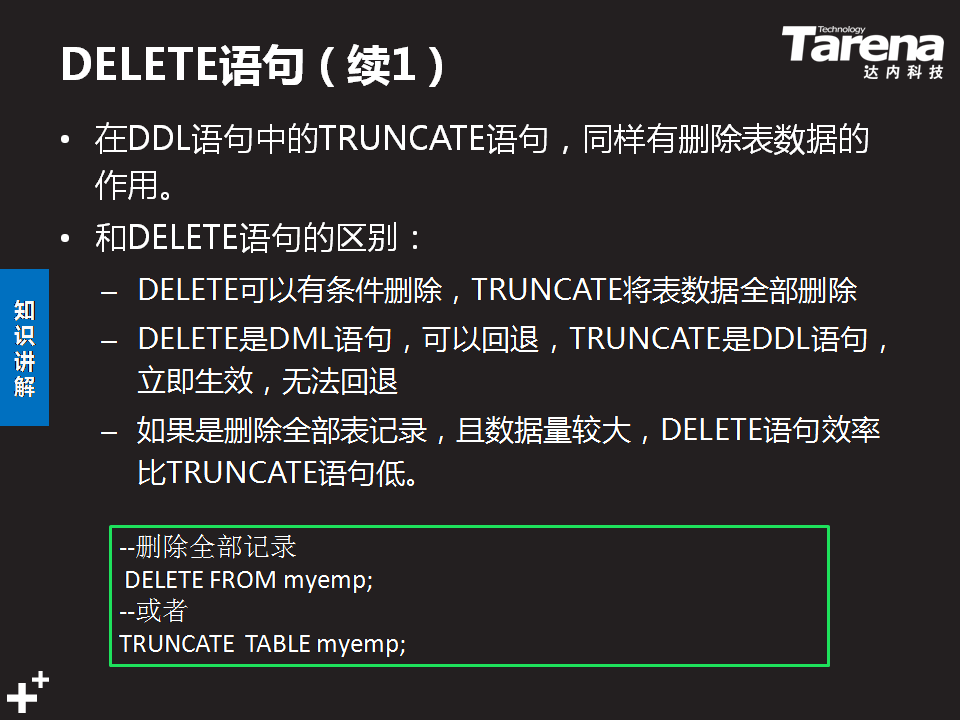 Technology
Tarena
达内科技
DELETE语句（续1）
• 在DDL语句中的TRUNCATE语句，同样有删除表数据的
作用。
• 和DELETE语句的区别：
– DELETE可以有条件删除，TRUNCATE将表数据全部删除
– DELETE是DML语句，可以回退，TRUNCATE是DDL语句，
立即生效，无法回退
– 如果是删除全部表记录，且数据量较大，DELETE语句效率
比TRUNCATE语句低。
知
识
讲
解
--删除全部记录
DELETE FROM myemp;
--或者
TRUNCATE TABLE myemp;